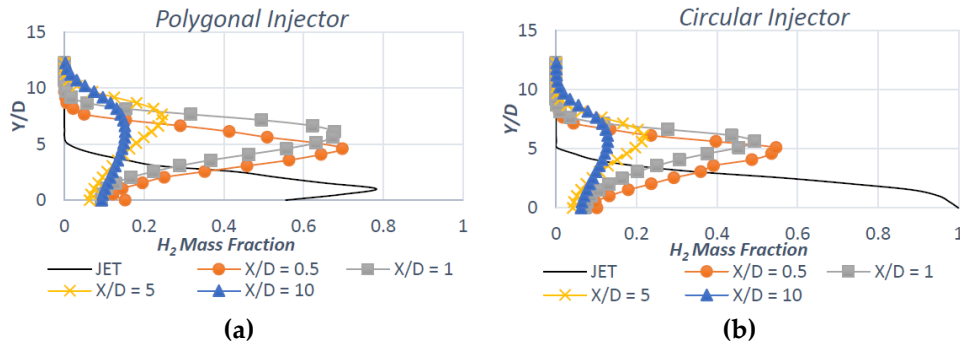 Polygonal Injector
15
10
5
0
Y/D
0 0.2 0.4 0.6 0.8 1
H₂ Mass Fraction
JET X/D = 0.5 X/D = 1
X/D = 5 X/D = 10
(a)
Circular Injector
15
10
5
0
Y/D
0 0.2 0.4 0.6 0.8 1
H₂ Mass Fraction
JET X/D = 0.5 X/D = 1
X/D = 5 X/D = 10
(b)